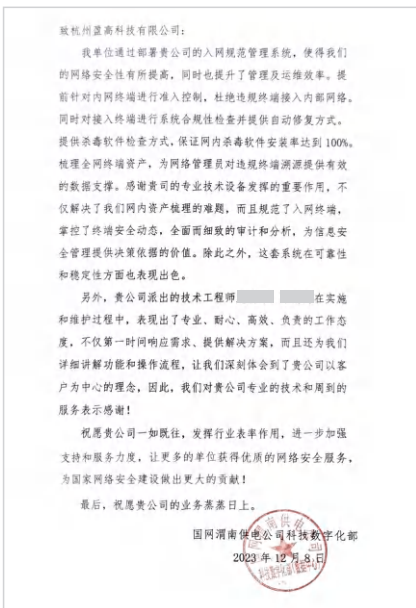 致杭州盈高科技有限公司：
我单位通过部署贵公司的入网规范管理系统，使得我们
的网络安全性有所提高，同时也提升了管理及运维效率。提
前针对内网终端进行准入控制，杜绝违规终端接入内部网络。
同时对接入终端进行系统合规性检查并提供自动修复方式。
提供杀毒软件检查方式，保证网内杀毒软件安装率达到 100%。
梳理全网终端资产，为网络管理员对违规终端溯源提供有效
的数据支撑。感谢贵司的专业技术设备发挥的重要作用，不
仅解决了我们网内资产梳理的难题，而且规范了入网终端，
掌控了终端安全动态，全面而细致的审计和分析，为信息安
全管理提供决策依据的价值。除此之外，这套系统在可靠性
和稳定性方面也表现出色。
另外，贵公司派出的技术工程师 在实施
和维护过程中，表现出了专业、耐心、高效、负责的工作态
度，不仅第一时间响应需求、提供解决方案，而且还为我们
详细讲解功能和操作流程，让我们深刻体会到了贵公司以客
户为中心的理念，因此，我们对贵公司专业的技术和周到的
服务表示感谢！
祝愿贵公司一如既往，发挥行业表率作用，进一步加强
支持和服务力度，让更多的单位获得优质的网络安全服务，
为国家网络安全建设做出更大的贡献！
最后，祝愿贵公司的业务蒸蒸日上。
国网渭南供电公司科技数字化部
2023 年 12 月 8 日